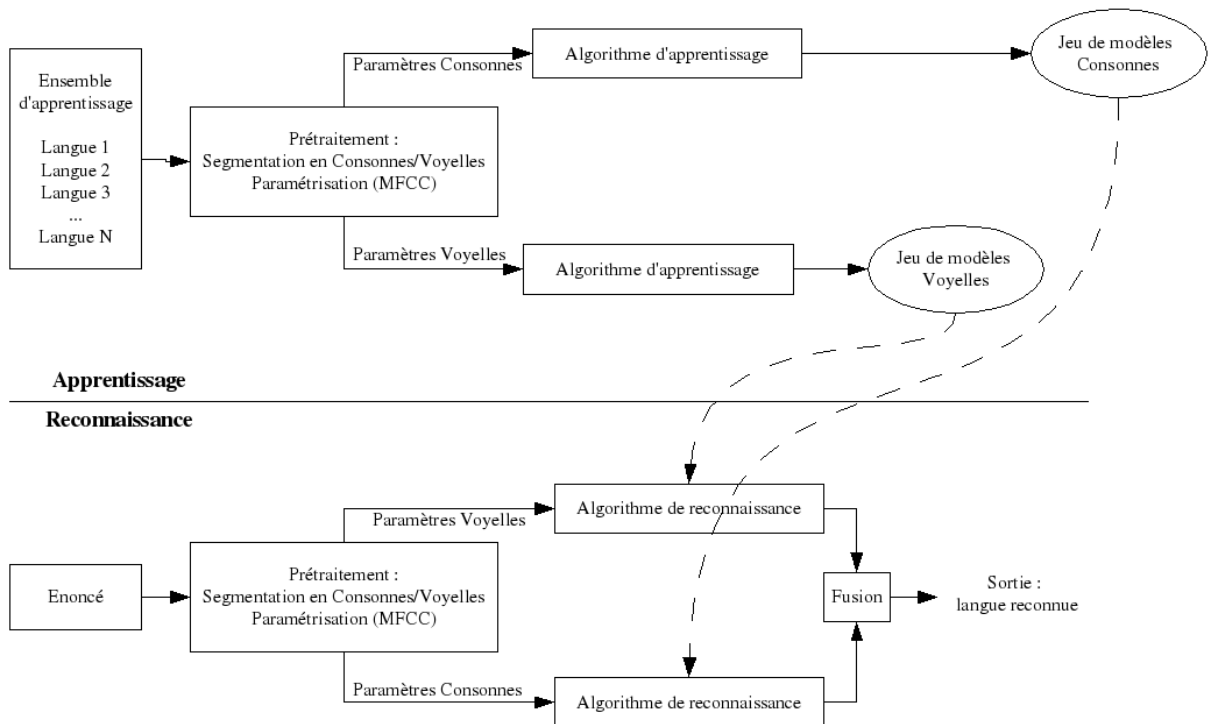 Ensemble
d'apprentissage
Langue 1
Langue 2
Langue 3
...
Langue N
Prétraitement :
Segmentation en Consonnes/Voyelles
Paramétrisation (MFCC)
Paramètres Consonnes
Algorithme d'apprentissage
Jeu de modèles
Consonnes
Paramètres Voyelles
Algorithme d'apprentissage
Jeu de modèles
Voyelles
Apprentissage
Reconnaissance
Enoncé
Prétraitement :
Segmentation en Consonnes/Voyelles
Paramétrisation (MFCC)
Paramètres Voyelles
Algorithme de reconnaissance
Paramètres Consonnes
Algorithme de reconnaissance
Fusion
Sortie :
langue reconnue